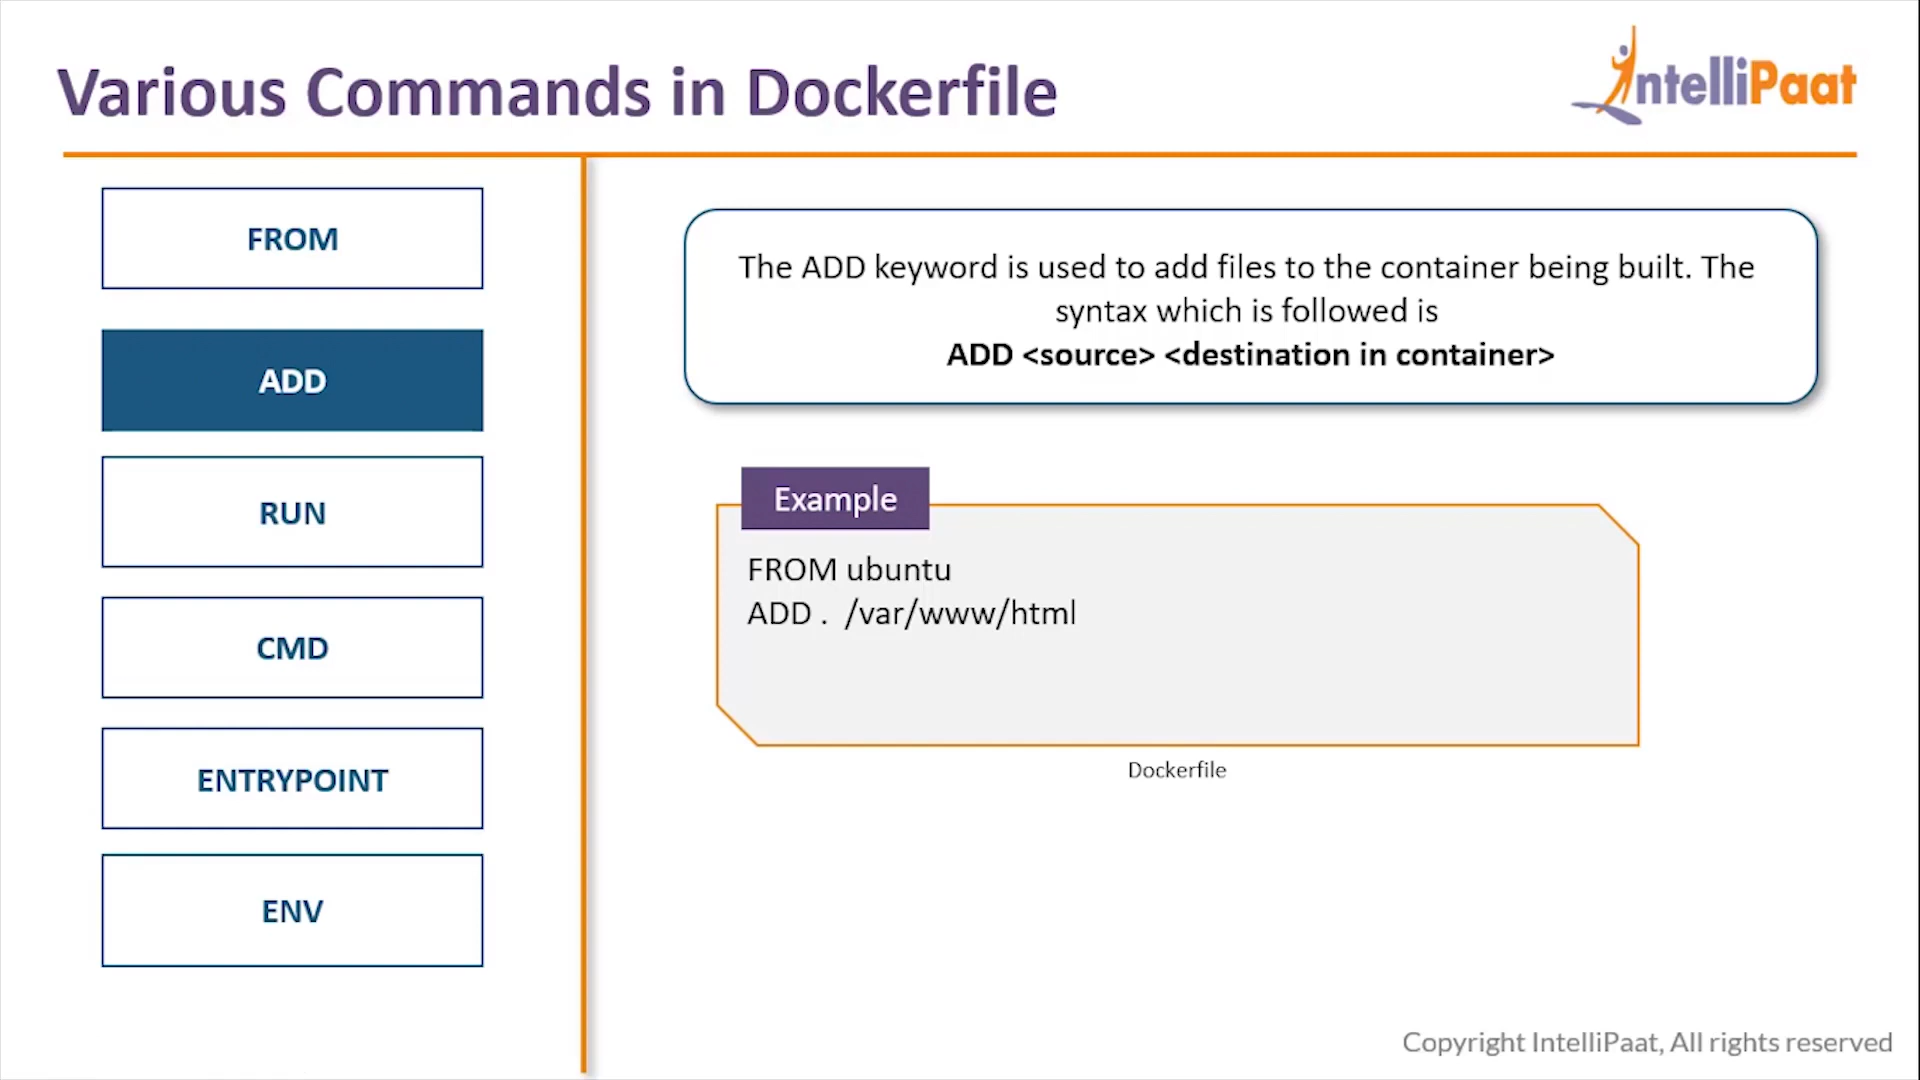 Various Commands in Dockerfile
IntelliPaat
FROM
ADD
RUN
CMD
ENTRYPOINT
ENV
The ADD keyword is used to add files to the container being built. The
syntax which is followed is
ADD <source> <destination in container>
Example
FROM ubuntu
ADD .  /var/www/html
Dockerfile
Copyright IntelliPaat, All rights reserved